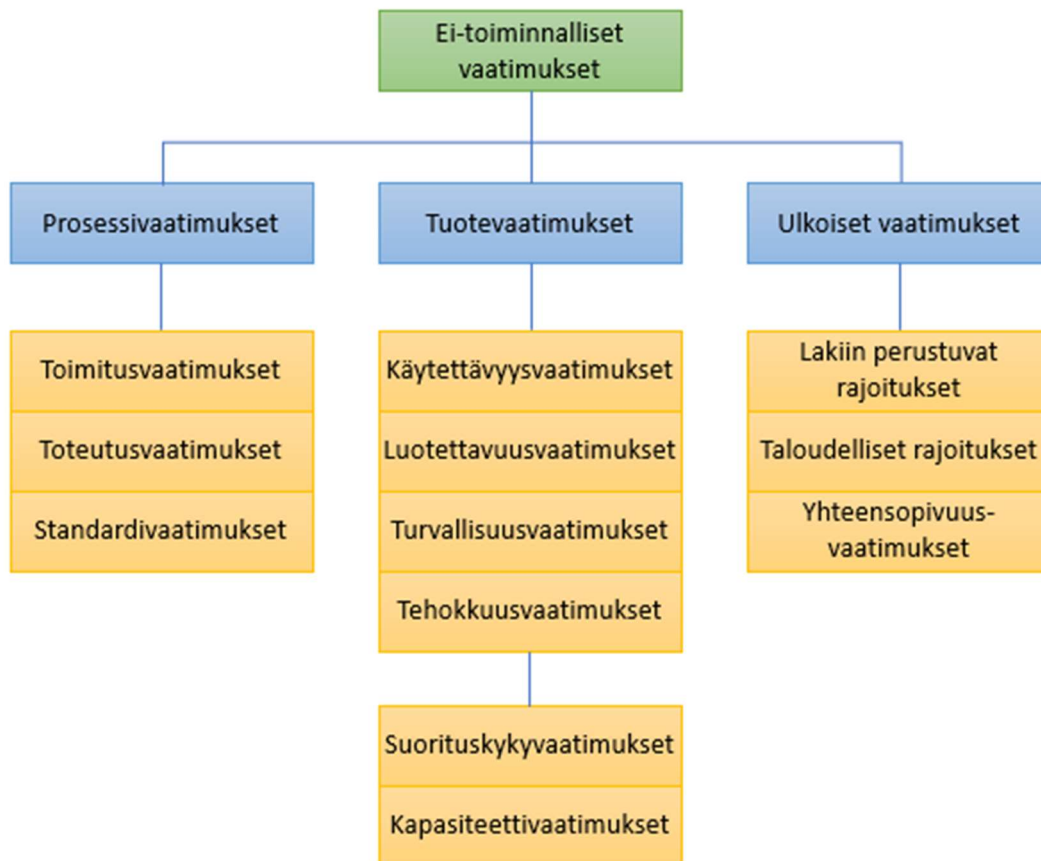 Ei-toiminnalliset
vaatimukset
Prosessivaatimukset
Tuotevaatimukset
Ulkoiset vaatimukset
Toimitusvaatimukset
Toteutusvaatimukset
Standardivaatimukset
Käytettävyysvaatimukset
Luotettavuusvaatimukset
Turvallisuusvaatimukset
Tehokkuusvaatimukset
Suorituskykyvaatimukset
Kapasiteettivaatimukset
Lakiin perustuvat
rajoitukset
Taloudelliset rajoitukset
Yhteensopivuus-
vaatimukset